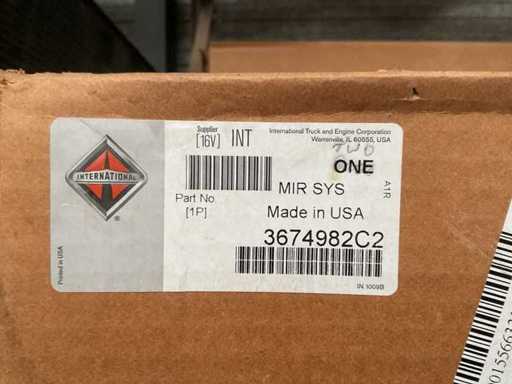 Supplier
[16V] INT
International Truck and Engine Corporation
Warrenville, IL 60555, USA
TWO
ONE
INTERNATIONAL
®
Part No
[1P]
MIR SYS
Made in USA
A1R
3674982C2
Printed in USA
IN 1009B